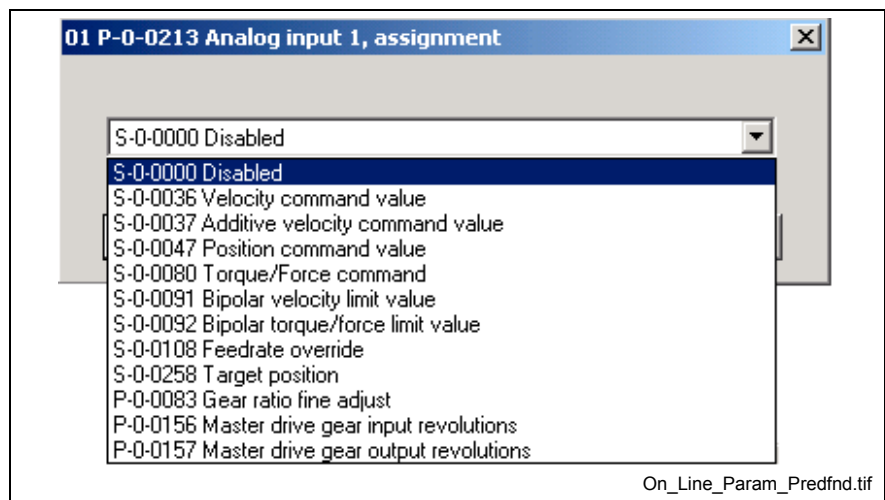 01 P-0-0213 Analog input 1, assignment
S-0-0000 Disabled
S-0-0000 Disabled
S-0-0036 Velocity command value
S-0-0037 Additive velocity command value
S-0-0047 Position command value
S-0-0080 Torque/Force command
S-0-0091 Bipolar velocity limit value
S-0-0092 Bipolar torque/force limit value
S-0-0108 Feedrate override
S-0-0258 Target position
P-0-0083 Gear ratio fine adjust
P-0-0156 Master drive gear input revolutions
P-0-0157 Master drive gear output revolutions
On_Line_Param_Predfnd.tif